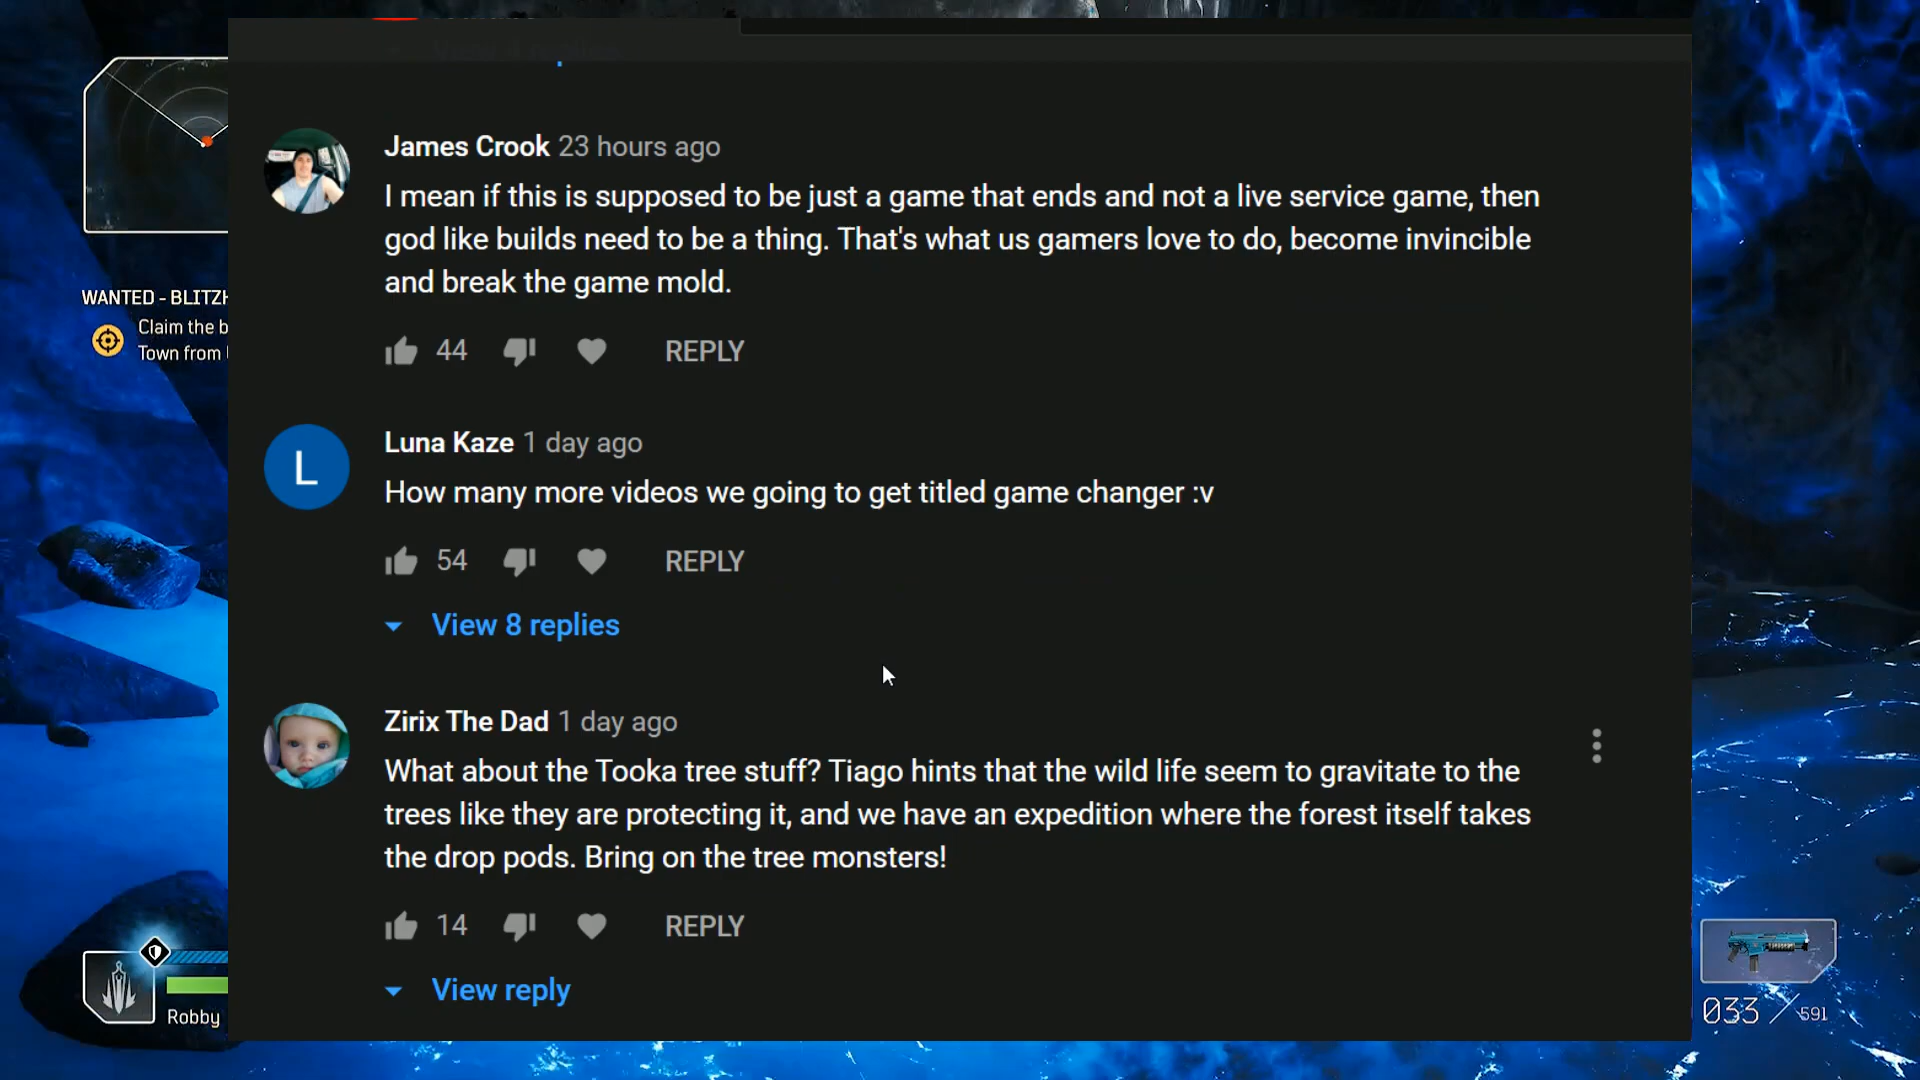 James Crook 23 hours ago
I mean if this is supposed to be just a game that ends and not a live service game, then
god like builds need to be a thing. That's what us gamers love to do, become invincible
and break the game mold.
44 REPLY
L
Luna Kaze 1 day ago
How many more videos we going to get titled game changer :v
54 REPLY
View 8 replies
Zirix The Dad 1 day ago
What about the Tooka tree stuff? Tiago hints that the wild life seem to gravitate to the
trees like they are protecting it, and we have an expedition where the forest itself takes
the drop pods. Bring on the tree monsters!
14 REPLY
View reply
WANTED - BLITZ
Claim the b
Town from
Robby
033 / 591